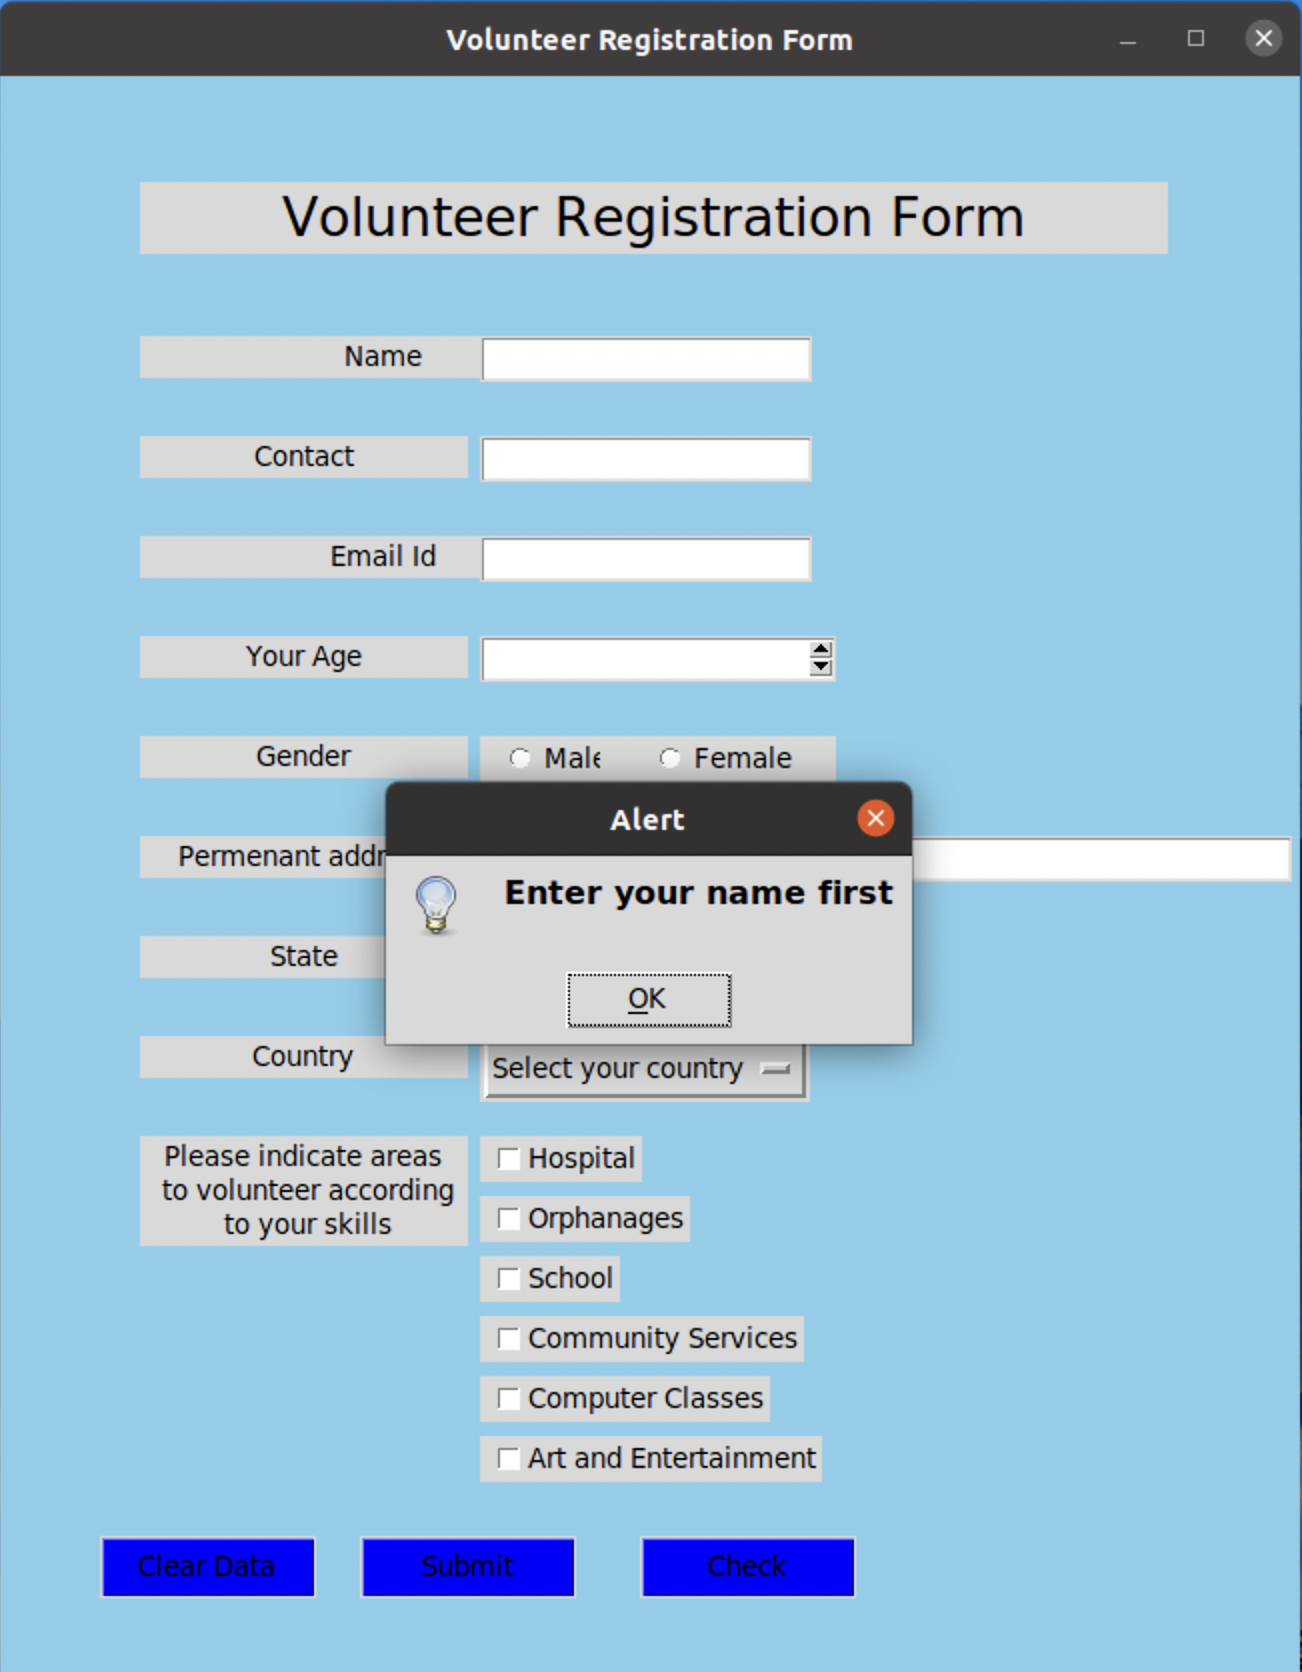 Volunteer Registration Form
Volunteer Registration Form
Name
Contact
Email Id
Your Age
Gender
Male
Female
Alert
Enter your name first
OK
Permenant addr
State
Country
Select your country
Please indicate areas
to volunteer according
to your skills
Hospital
Orphanages
School
Community Services
Computer Classes
Art and Entertainment
Clear Data
Submit
Check